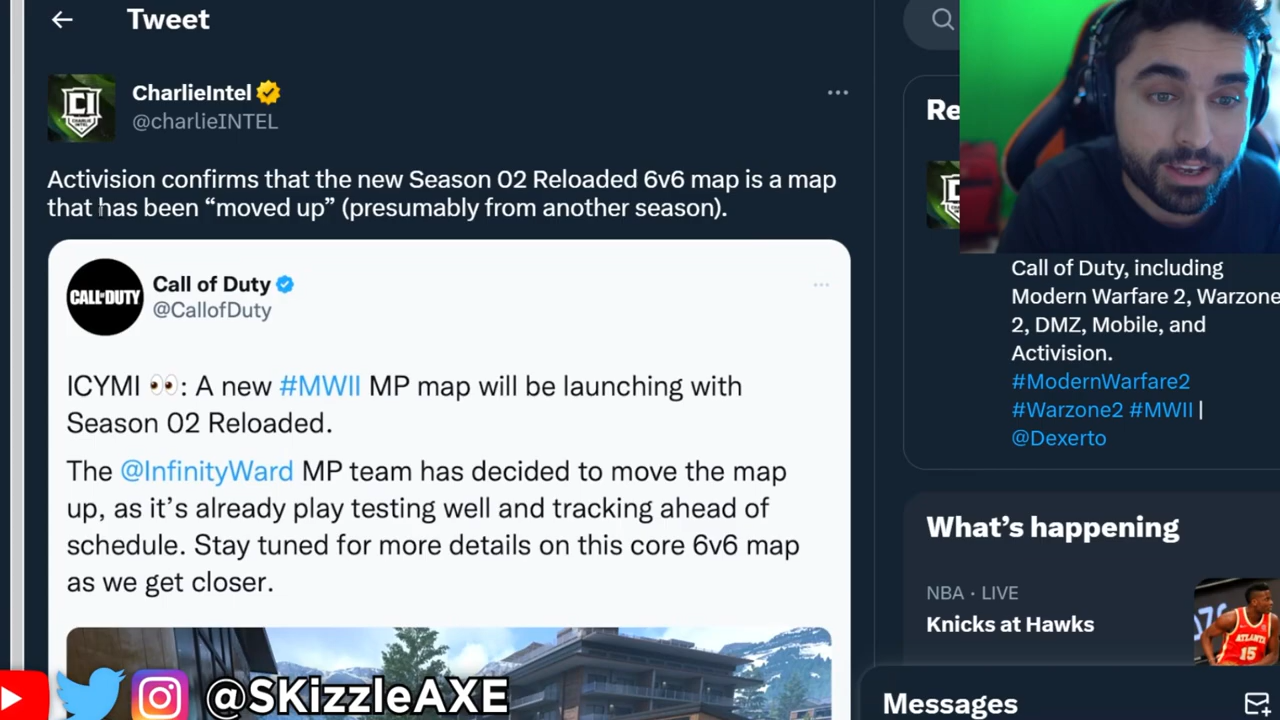 Tweet
CharlieIntel
@charlieINTEL
Activision confirms that the new Season 02 Reloaded 6v6 map is a map
that has been “moved up” (presumably from another season).
CALL OF DUTY
Call of Duty
@CallofDuty
ICYMI 👀: A new #MWII MP map will be launching with
Season 02 Reloaded.
The @InfinityWard MP team has decided to move the map
up, as it’s already play testing well and tracking ahead of
schedule. Stay tuned for more details on this core 6v6 map
as we get closer.
@SKizzleAXE
Re
Call of Duty, including
Modern Warfare 2, Warzone
2, DMZ, Mobile, and
Activision.
#ModernWarfare2
#Warzone2 #MWII |
@Dexerto
What’s happening
NBA · LIVE
Knicks at Hawks
ATLANTA
15
Messages